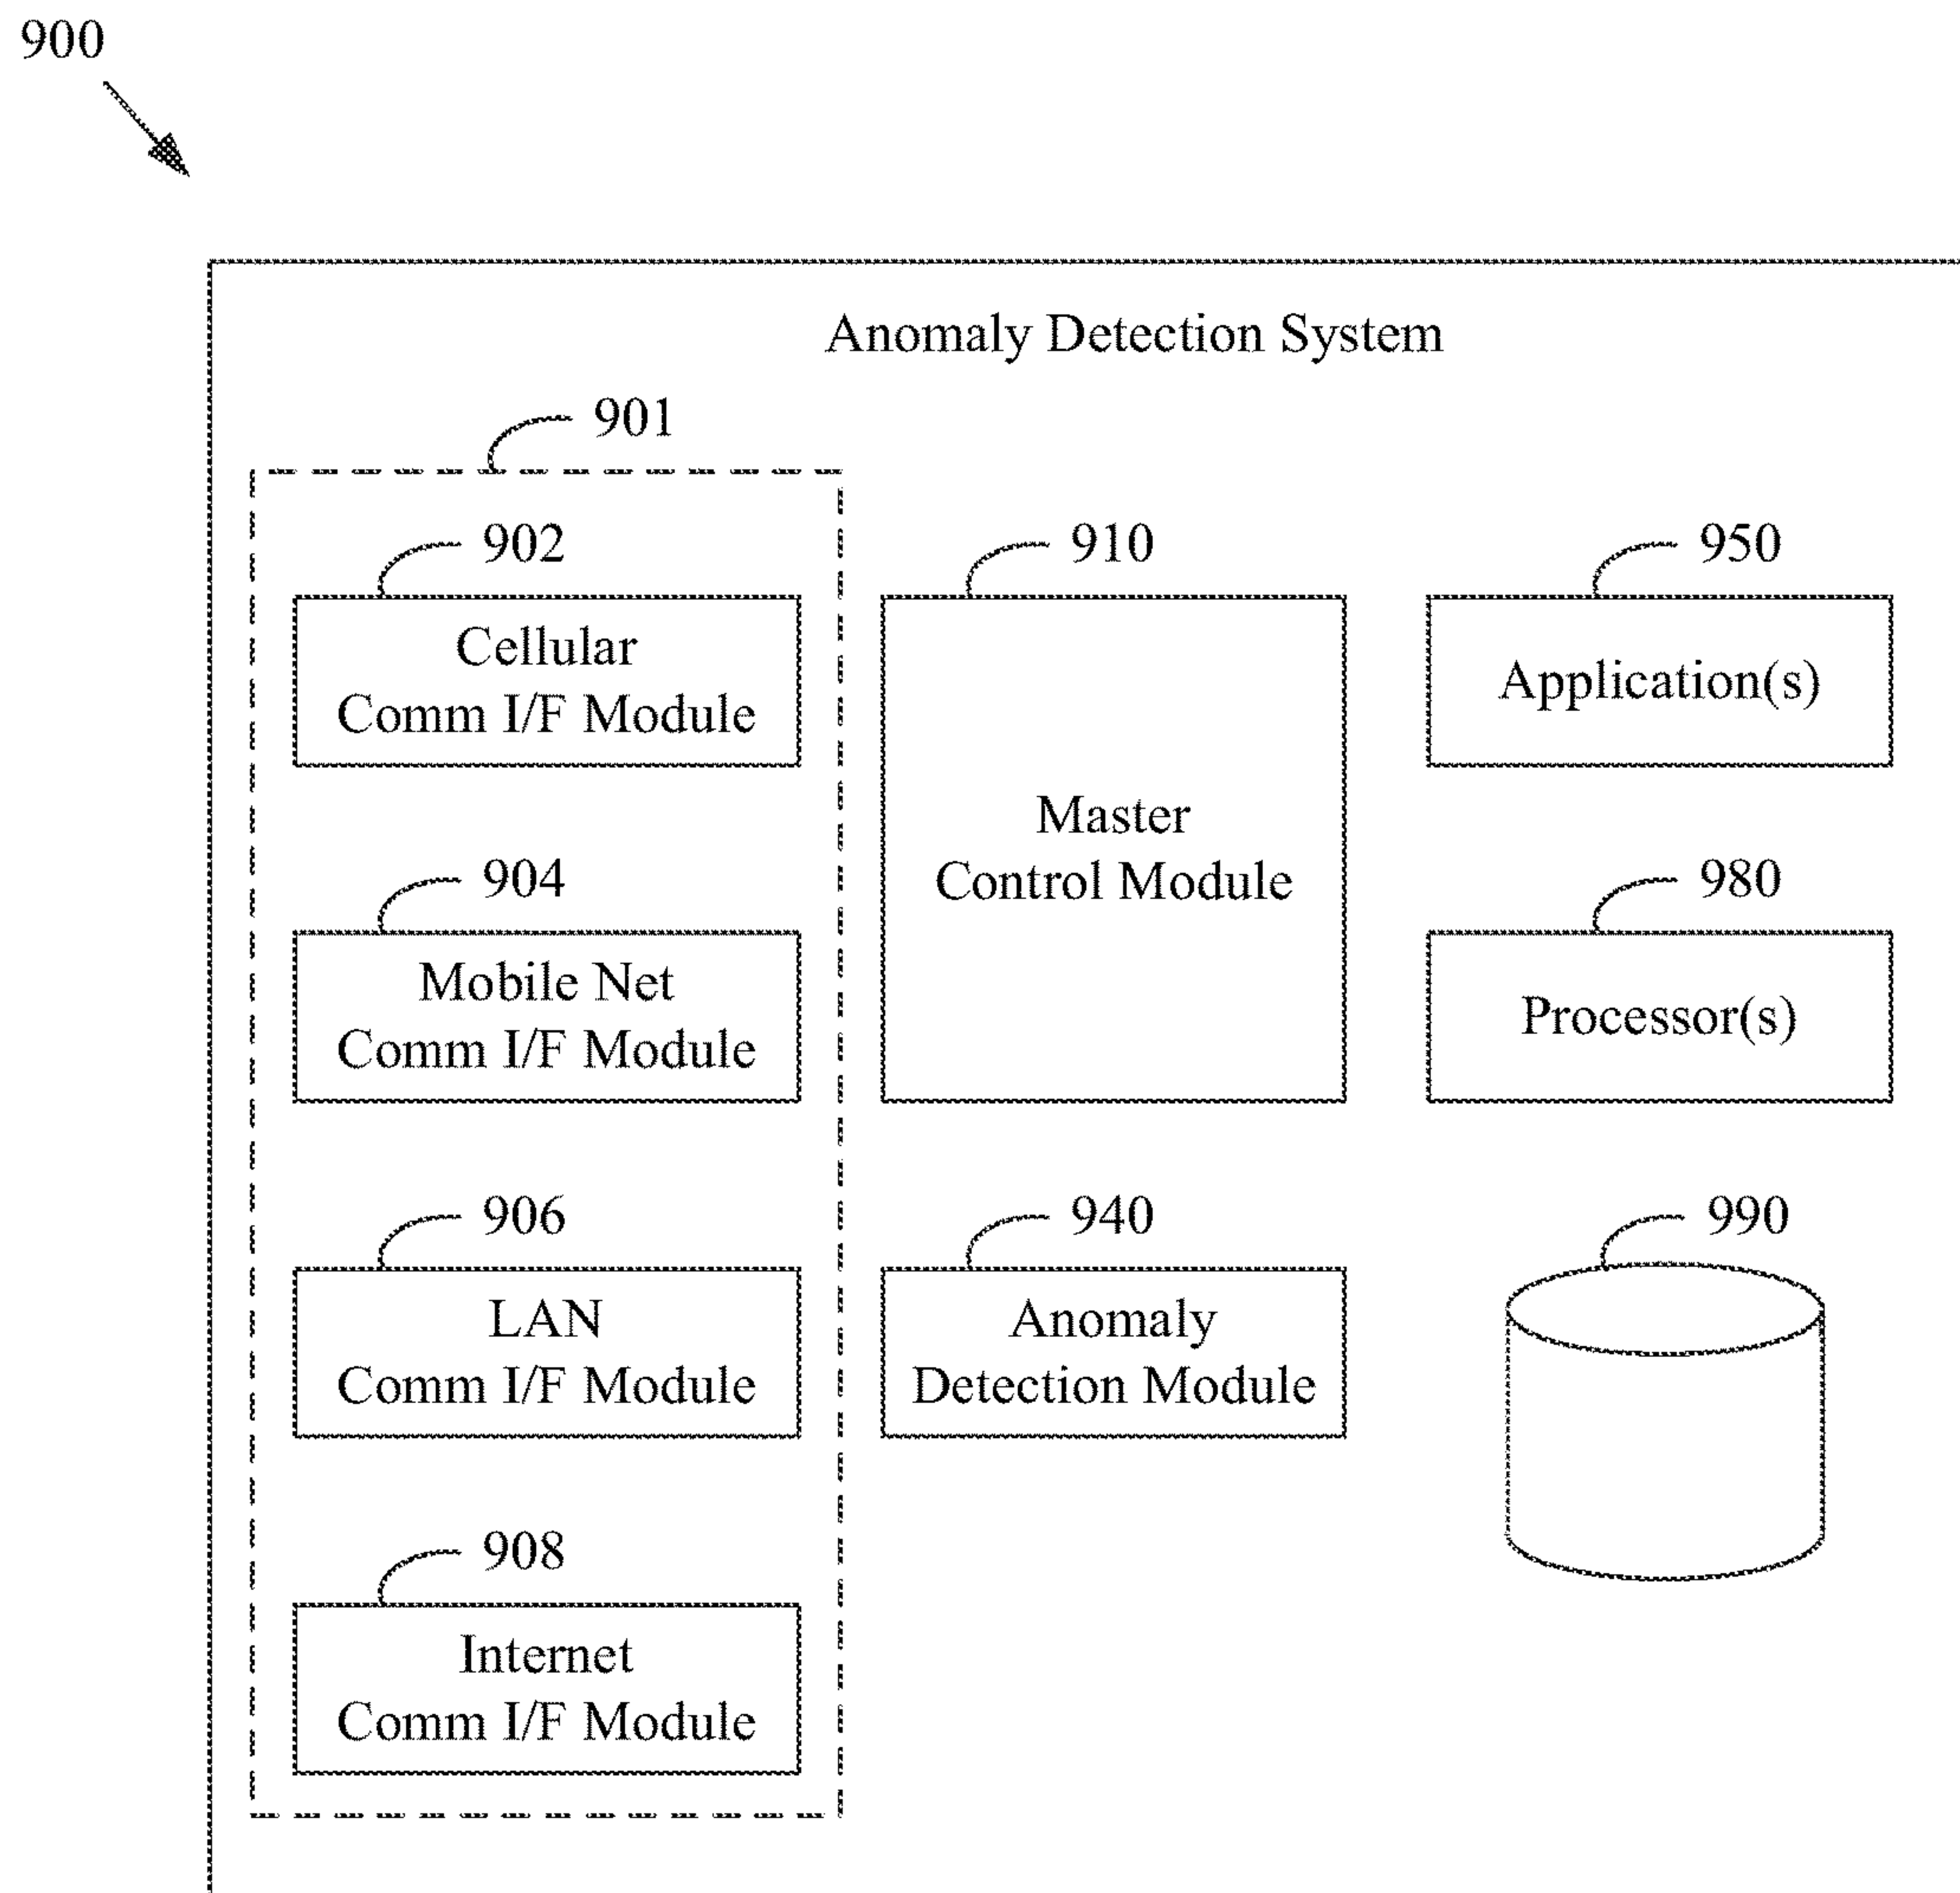 900
Anomaly Detection System
901
902
Cellular
Comm I/F Module
904
Mobile Net
Comm I/F Module
906
LAN
Comm I/F Module
908
Internet
Comm I/F Module
910
Master
Control Module
940
Anomaly
Detection Module
950
Application(s)
980
Processor(s)
990